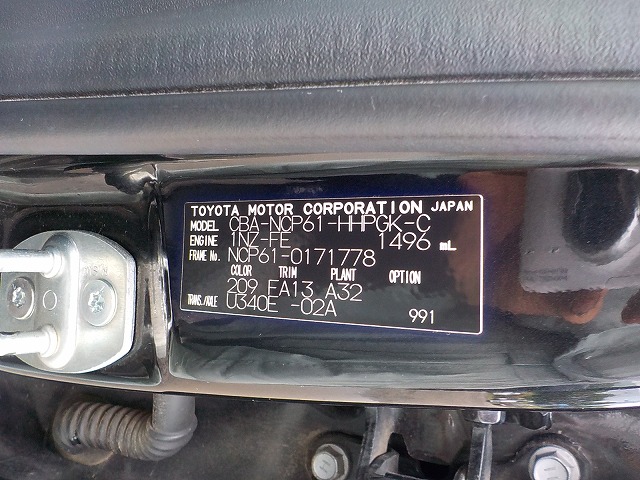 TOYOTA MOTOR CORPORATION JAPAN
MODEL CBA-NCP61-HHPGK-C
ENGINE 1NZ-FE 1496 mL
FRAME No. NCP61-0171778
COLOR TRIM PLANT OPTION
209 FA13 A32
TRANS./AXLE U340E -02A 991